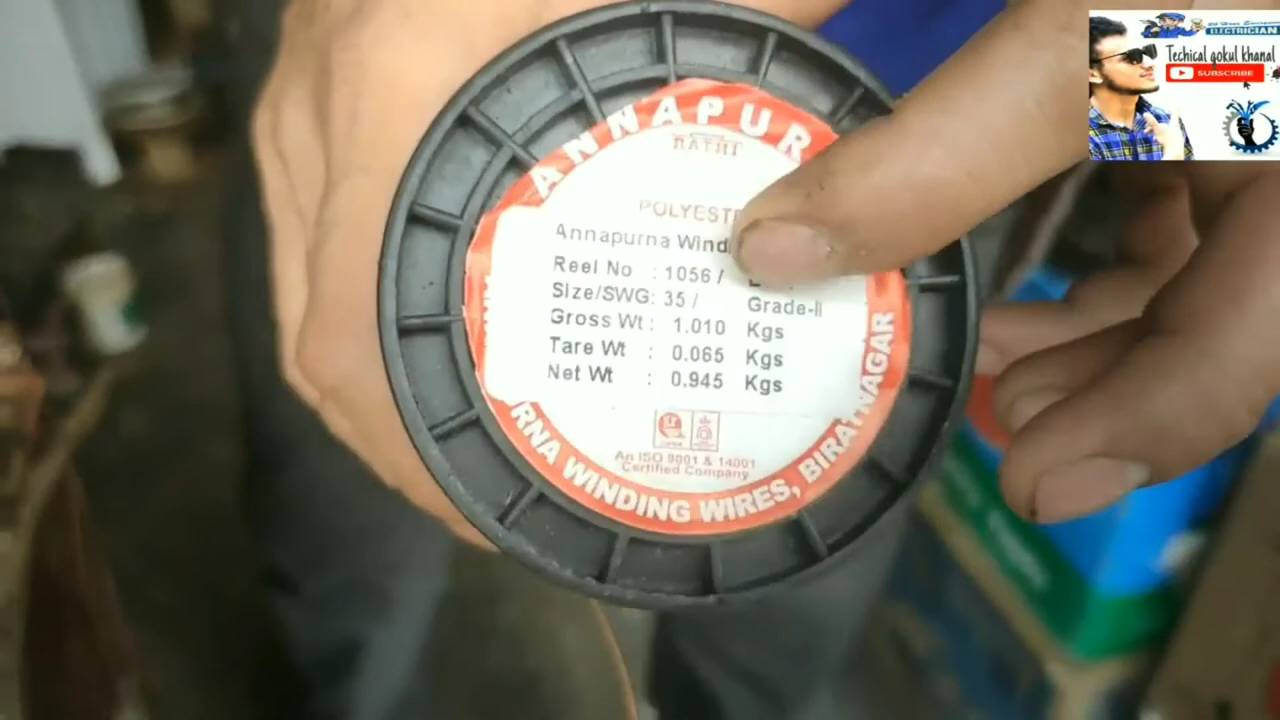 ANNAPUR
RATHI
POLYESTE
Annapurna Wind
Reel No : 1056 /
Size/SWG: 35 / Grade-II
Gross Wt : 1.010 Kgs
Tare Wt : 0.065 Kgs
Net Wt : 0.945 Kgs
An ISO 9001 & 14001
Certified Company
RNA WINDING WIRES, BIRATNAGAR
ELECTRICIAN
Techical gokul khanal
SUBSCRIBE